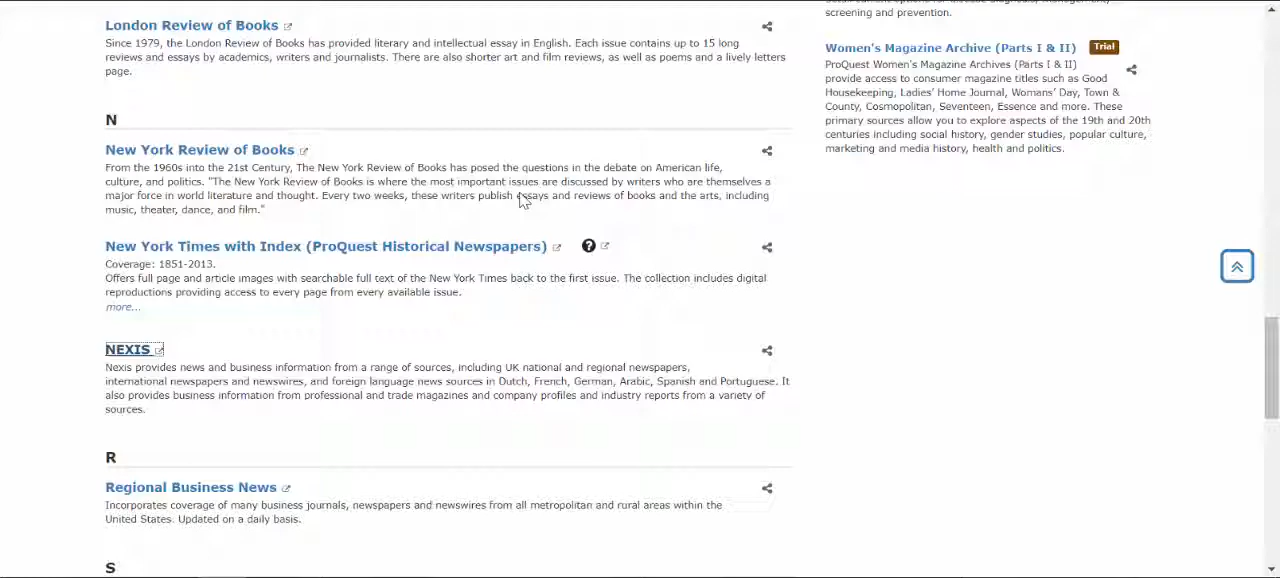 London Review of Books
Since 1979, the London Review of Books has provided literary and intellectual essay in English. Each issue contains up to 15 long
reviews and essays by academics, writers and journalists. There are also shorter art and film reviews, as well as poems and a lively letters
page.
N
New York Review of Books
From the 1960s into the 21st Century, The New York Review of Books has posed the questions in the debate on American life,
culture, and politics. "The New York Review of Books is where the most important issues are discussed by writers who are themselves a
major force in world literature and thought. Every two weeks, these writers publish essays and reviews of books and the arts, including
music, theater, dance, and film."
New York Times with Index (ProQuest Historical Newspapers)
Coverage: 1851-2013.
Offers full page and article images with searchable full text of the New York Times back to the first issue. The collection includes digital
reproductions providing access to every page from every available issue.
more...
NEXIS
Nexis provides news and business information from a range of sources, including UK national and regional newspapers,
international newspapers and newswires, and foreign language news sources in Dutch, French, German, Arabic, Spanish and Portuguese. It
also provides business information from professional and trade magazines and company profiles and industry reports from a variety of
sources.
R
Regional Business News
Incorporates coverage of many business journals, newspapers and newswires from all metropolitan and rural areas within the
United States. Updated on a daily basis.
S
screening and prevention.
Women's Magazine Archive (Parts I & II) Trial
ProQuest Women's Magazine Archives (Parts I & II)
provide access to consumer magazine titles such as Good
Housekeeping, Ladies' Home Journal, Womans' Day, Town &
County, Cosmopolitan, Seventeen, Essence and more. These
primary sources allow you to explore aspects of the 19th and 20th
centuries including social history, gender studies, popular culture,
marketing and media history, health and politics.